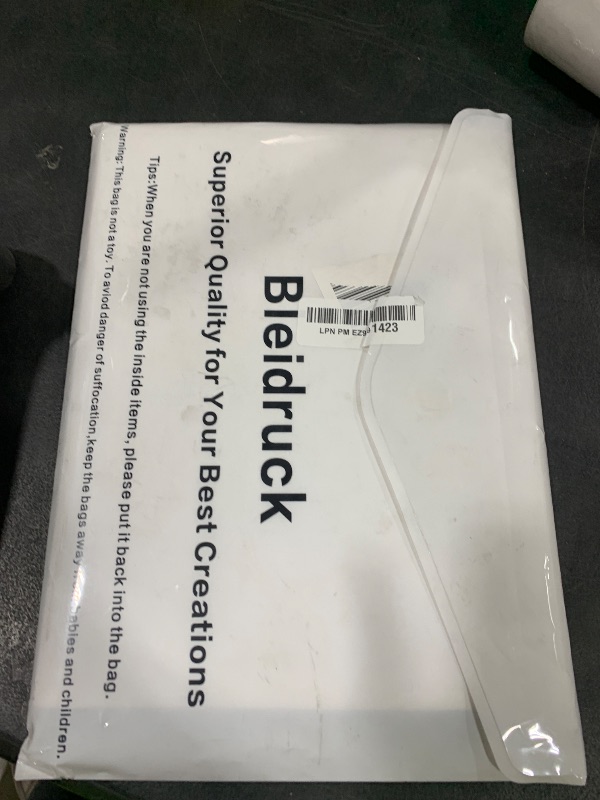 Bleidruck
Superior Quality for Your Best Creations
Tips:When you are not using the inside items, please put it back into the bag.
Warning: This bag is not a toy. To aviod danger of suffocation,keep the bags away babies and children.
LPN PM EZ9
1423